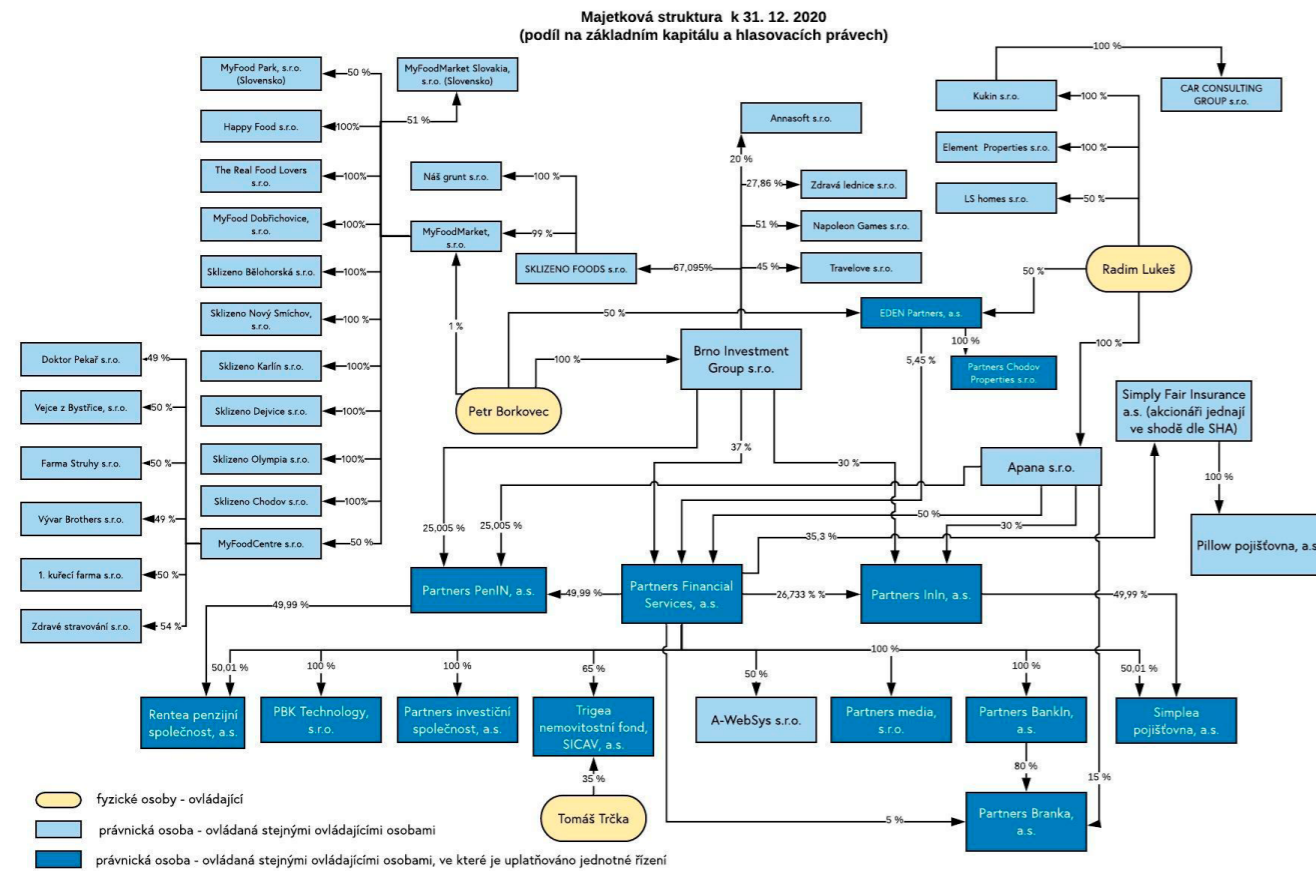 Majetková struktura k 31. 12. 2020
(podíl na základním kapitálu a hlasovacích právech)
MyFood Park, s.r.o.
(Slovensko)
50 %
MyFoodMarket Slovakia,
s.r.o. (Slovensko)
51 %
Happy Food s.r.o.
100%
The Real Food Lovers
s.r.o.
100%
MyFood Dobřichovice,
s.r.o.
100%
Sklizeno Bělohorská s.r.o.
100%
Sklizeno Nový Smíchov,
s.r.o.
100 %
Sklizeno Karlín s.r.o.
100%
Sklizeno Dejvice s.r.o.
100%
Sklizeno Olympia s.r.o.
100%
Sklizeno Chodov s.r.o.
100%
MyFoodCentre s.r.o.
50 %
Náš grunt s.r.o.
100 %
MyFoodMarket,
s.r.o.
99 %
SKLIZENO FOODS s.r.o.
67,095%
1 %
Annasoft s.r.o.
20 %
27,86 %
Zdravá lednice s.r.o.
51 %
Napoleon Games s.r.o.
45 %
Travelove s.r.o.
100 %
Kukin s.r.o.
100 %
CAR CONSULTING
GROUP s.r.o.
Element Properties s.r.o.
100 %
LS homes s.r.o.
50 %
Radim Lukeš
50 %
50 %
EDEN Partners, a.s.
100 %
5,45 %
Partners Chodov
Properties s.r.o.
100 %
Petr Borkovec
100 %
Brno Investment
Group s.r.o.
Doktor Pekař s.r.o.
49 %
Vejce z Bystřice, s.r.o.
50 %
Farma Struhy s.r.o.
50 %
Vývar Brothers s.r.o.
49 %
1. kuřecí farma s.r.o.
50 %
Zdravé stravování s.r.o.
54 %
Simply Fair Insurance
a.s. (akcionáři jednají
ve shodě dle SHA)
100 %
Pillow pojišťovna, a.s
Apana s.r.o.
37 %
30 %
25,005 %
25,005 %
50 %
30 %
35,3 %
Partners PenIN, a.s.
49,99 %
Partners Financial
Services, a.s.
26,733 % %
Partners InIn, a.s.
49,99 %
49,99 %
50,01 %
100 %
100 %
65 %
50 %
100 %
100 %
50,01 %
Rentea penzijní
společnost, a.s.
PBK Technology,
s.r.o.
Partners investiční
společnost, a.s.
Trigea
nemovitostní fond,
SICAV, a.s.
A-WebSys s.r.o.
Partners media,
s.r.o.
Partners BankIn,
a.s.
Simplea
pojišťovna, a.s.
35 %
80 %
15 %
Tomáš Trčka
5 %
Partners Branka,
a.s.
fyzické osoby - ovládající
právnická osoba - ovládaná stejnými ovládajícími osobami
právnická osoba - ovládaná stejnými ovládajícími osobami, ve které je uplatňováno jednotné řízení